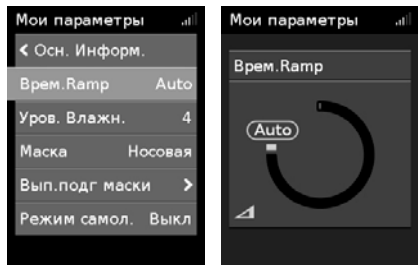 Мои параметры
Осн. Информ.
Врем.Ramp Auto
Уров. Влажн. 4
Маска Носовая
Вып.подг маски
Режим самол. Выкл
Мои параметры
Врем.Ramp
Auto